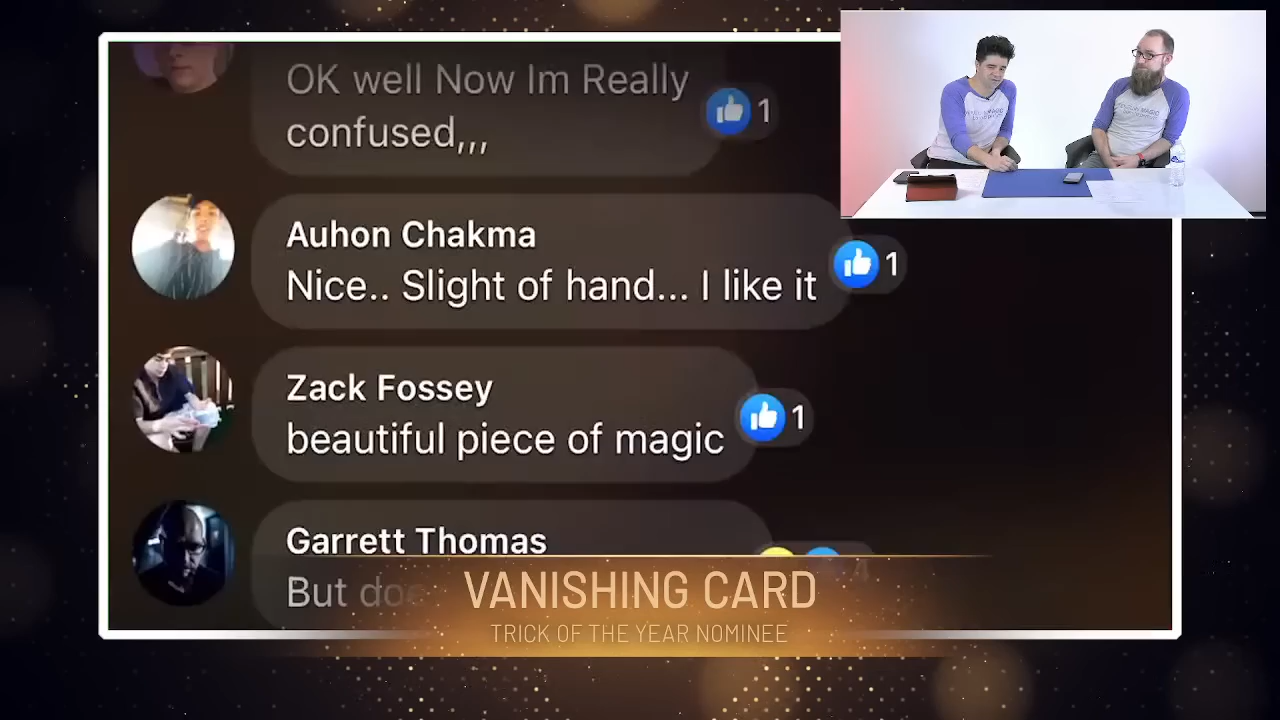 OK well Now Im Really
confused,,,
1
Auhon Chakma
Nice.. Slight of hand... I like it
1
Zack Fossey
beautiful piece of magic
1
Garrett Thomas
But
VANISHING CARD
TRICK OF THE YEAR NOMINEE